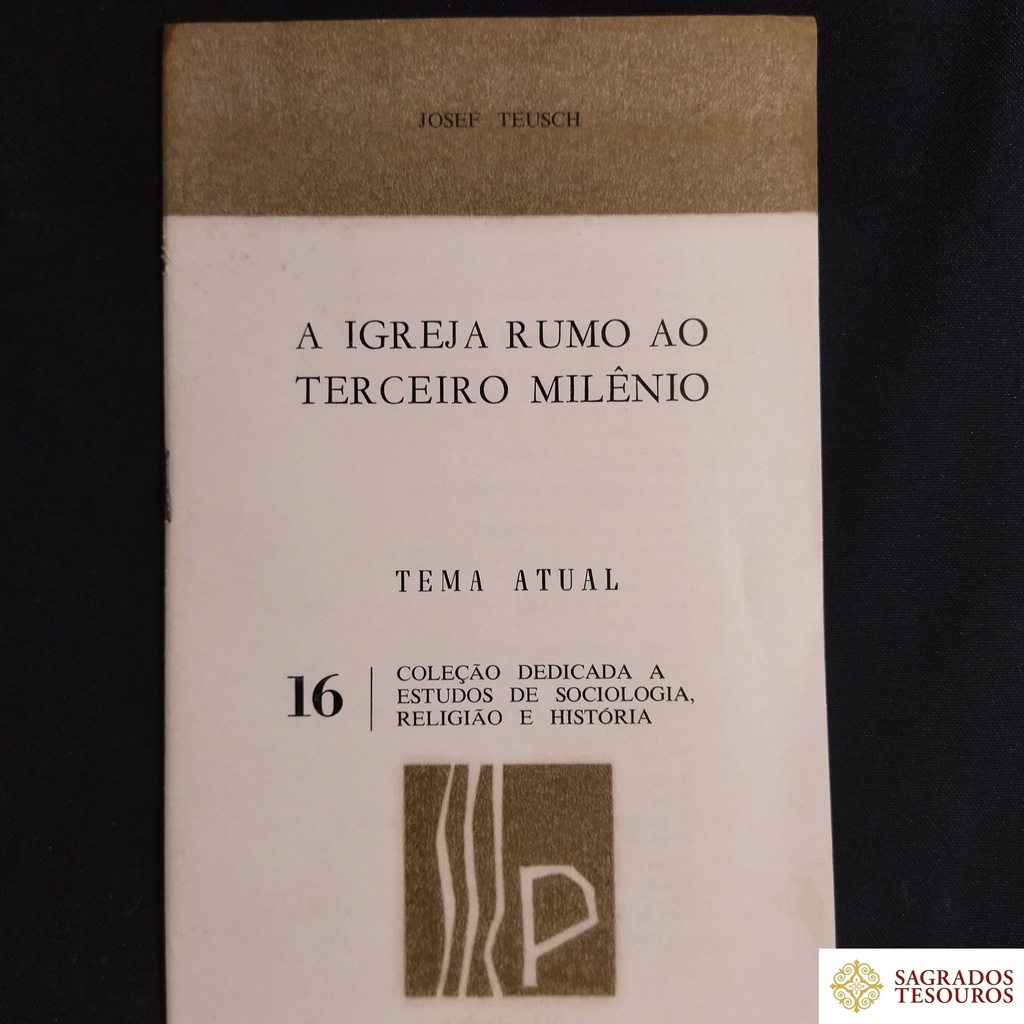 JOSEF TEUSCH
A IGREJA RUMO AO
TERCEIRO MILÊNIO
TEMA ATUAL
16
COLEÇÃO DEDICADA A
ESTUDOS DE SOCIOLOGIA,
RELIGIÃO E HISTÓRIA
P
SAGRADOS
TESOUROS